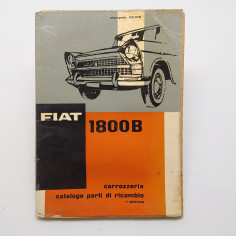 FIAT
1800B
carrozzeria
catalogo parti di ricambio